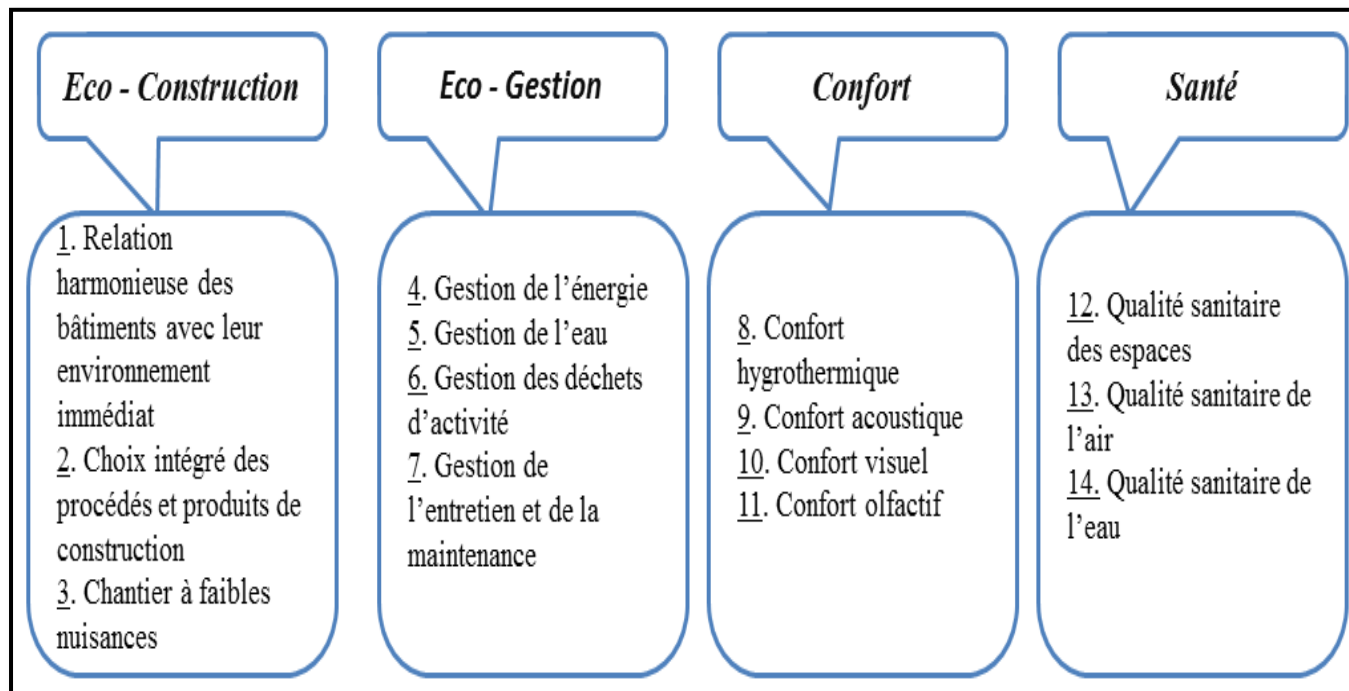 Eco - Construction
1. Relation
harmonieuse des
bâtiments avec leur
environnement
immédiat
2. Choix intégré des
procédés et produits de
construction
3. Chantier à faibles
nuisances
Eco - Gestion
4. Gestion de l’énergie
5. Gestion de l’eau
6. Gestion des déchets
d’activité
7. Gestion de
l’entretien et de la
maintenance
Confort
8. Confort
hygrothermique
9. Confort acoustique
10. Confort visuel
11. Confort olfactif
Santé
12. Qualité sanitaire
des espaces
13. Qualité sanitaire de
l’air
14. Qualité sanitaire de
l’eau